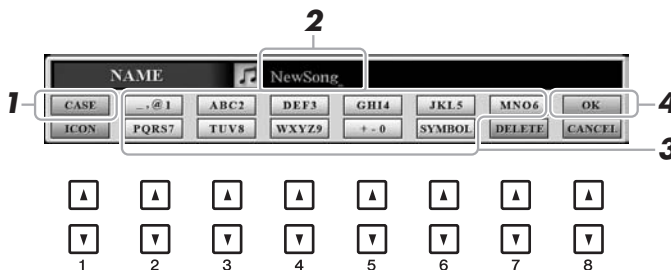 2
NAME NewSong_
1 CASE _.@1 ABC2 DEF3 GHI4 JKL5 MNO6 OK 4
ICON PQRS7 TUV8 WXYZ9 + - 0 SYMBOL DELETE CANCEL
3
1 2 3 4 5 6 7 8